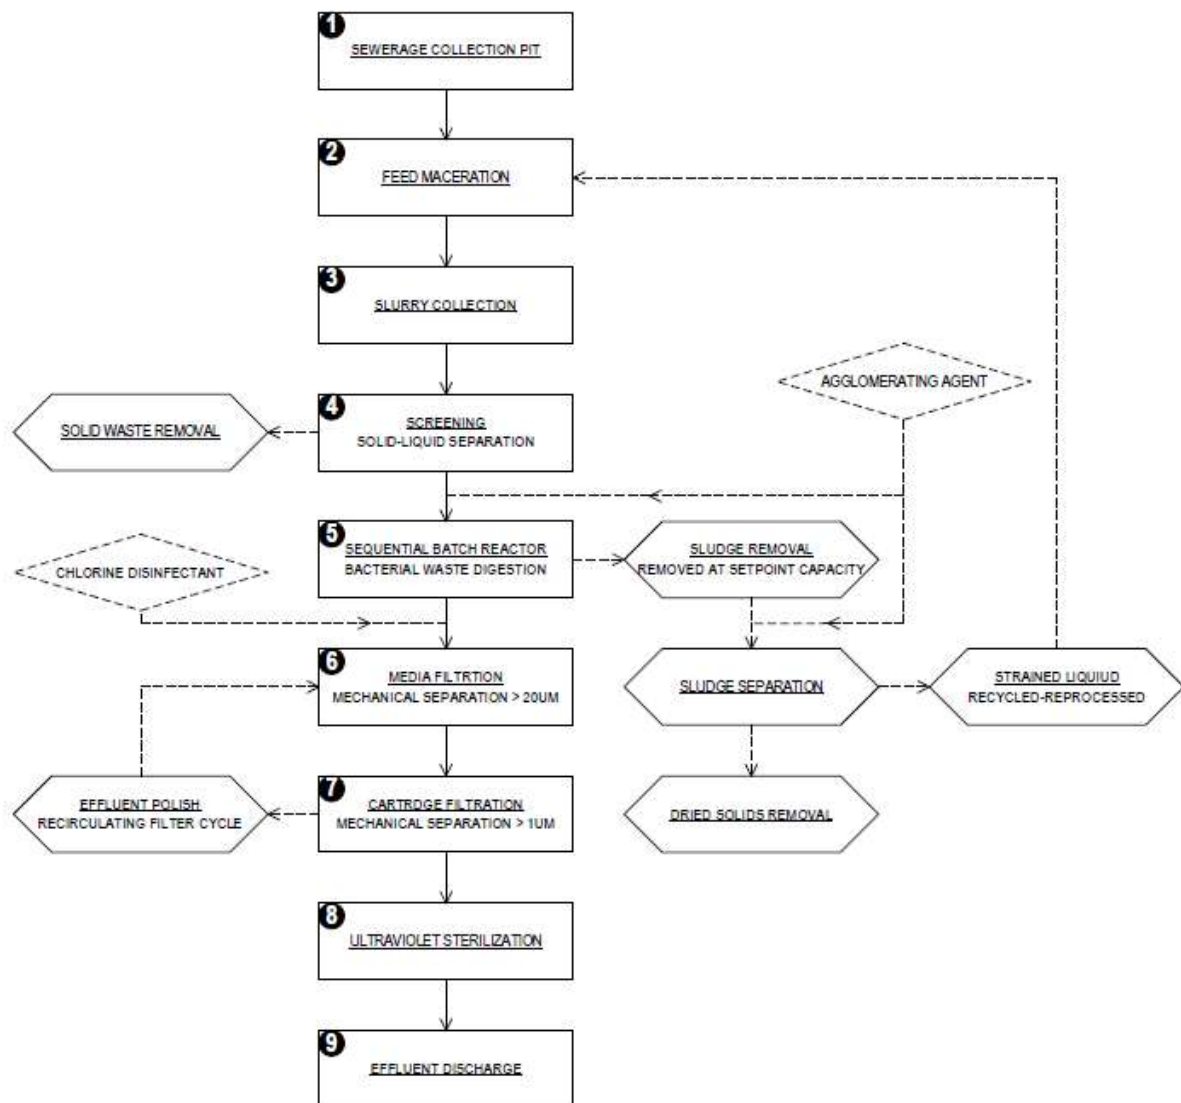 1
SEWERAGE COLLECTION PIT
2
FEED MACERATION
3
SLURRY COLLECTION
AGGLOMERATING AGENT
4
SCREENING
SOLID-LIQUID SEPARATION
SOLID WASTE REMOVAL
5
SEQUENTIAL BATCH REACTOR
BACTERIAL WASTE DIGESTION
SLUDGE REMOVAL
REMOVED AT SETPOINT CAPACITY
CHLORINE DISINFECTANT
6
MEDIA FILTRTION
MECHANICAL SEPARATION > 20UM
SLUDGE SEPARATION
STRAINED LIQUIUD
RECYCLED-REPROCESSED
7
CARTRDGE FILTRATION
MECHANICAL SEPARATION > 1UM
EFFLUENT POLISH
RECIRCULATING FILTER CYCLE
DRIED SOLIDS REMOVAL
8
ULTRAVIOLET STERILIZATION
9
EFFLUENT DISCHARGE